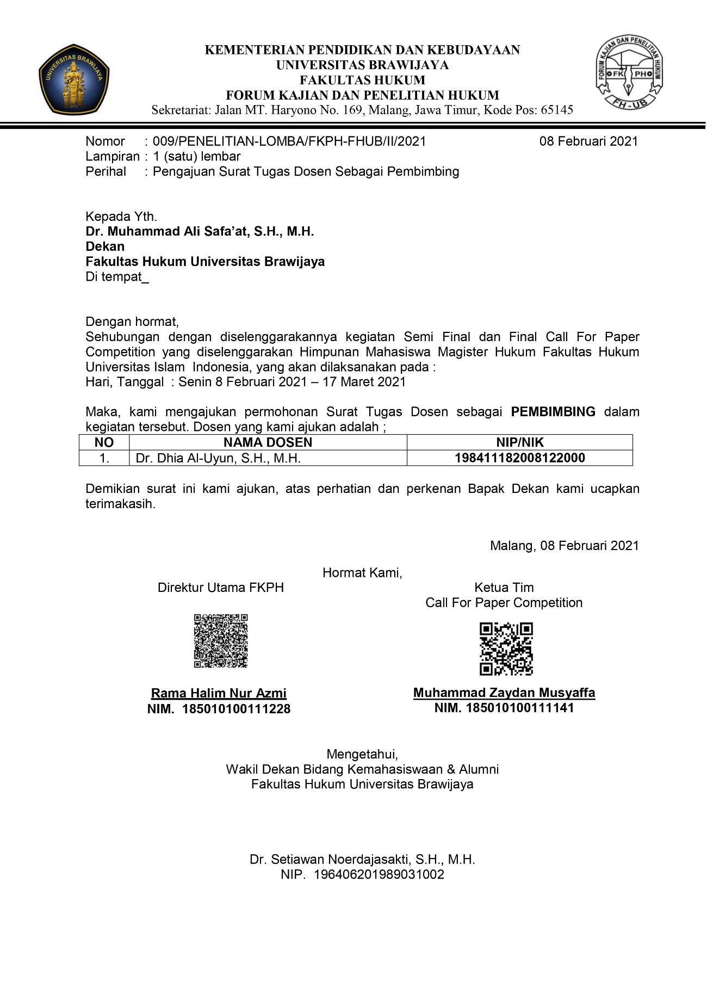 UNIVERSITAS BRAWIJAYA
KEMENTERIAN PENDIDIKAN DAN KEBUDAYAAN
UNIVERSITAS BRAWIJAYA
FAKULTAS HUKUM
FORUM KAJIAN DAN PENELITIAN HUKUM
Sekretariat: Jalan MT. Haryono No. 169, Malang, Jawa Timur, Kode Pos: 65145
FORUM KAJIAN DAN PENELITIAN HUKUM
FK PH
FH-UB
Nomor : 009/PENELITIAN-LOMBA/FKPH-FHUB/II/2021 08 Februari 2021
Lampiran : 1 (satu) lembar
Perihal : Pengajuan Surat Tugas Dosen Sebagai Pembimbing
Kepada Yth.
Dr. Muhammad Ali Safa’at, S.H., M.H.
Dekan
Fakultas Hukum Universitas Brawijaya
Di tempat_
Dengan hormat,
Sehubungan dengan diselenggarakannya kegiatan Semi Final dan Final Call For Paper
Competition yang diselenggarakan Himpunan Mahasiswa Magister Hukum Fakultas Hukum
Universitas Islam Indonesia, yang akan dilaksanakan pada :
Hari, Tanggal : Senin 8 Februari 2021 – 17 Maret 2021
Maka, kami mengajukan permohonan Surat Tugas Dosen sebagai PEMBIMBING dalam
kegiatan tersebut. Dosen yang kami ajukan adalah ;
NO NAMA DOSEN NIP/NIK
1. Dr. Dhia Al-Uyun, S.H., M.H. 198411182008122000
Demikian surat ini kami ajukan, atas perhatian dan perkenan Bapak Dekan kami ucapkan
terimakasih.
Malang, 08 Februari 2021
Hormat Kami,
Direktur Utama FKPH Ketua Tim
Call For Paper Competition
Rama Halim Nur Azmi Muhammad Zaydan Musyaffa
NIM. 185010100111228 NIM. 185010100111141
Mengetahui,
Wakil Dekan Bidang Kemahasiswaan & Alumni
Fakultas Hukum Universitas Brawijaya
Dr. Setiawan Noerdajasakti, S.H., M.H.
NIP. 196406201989031002